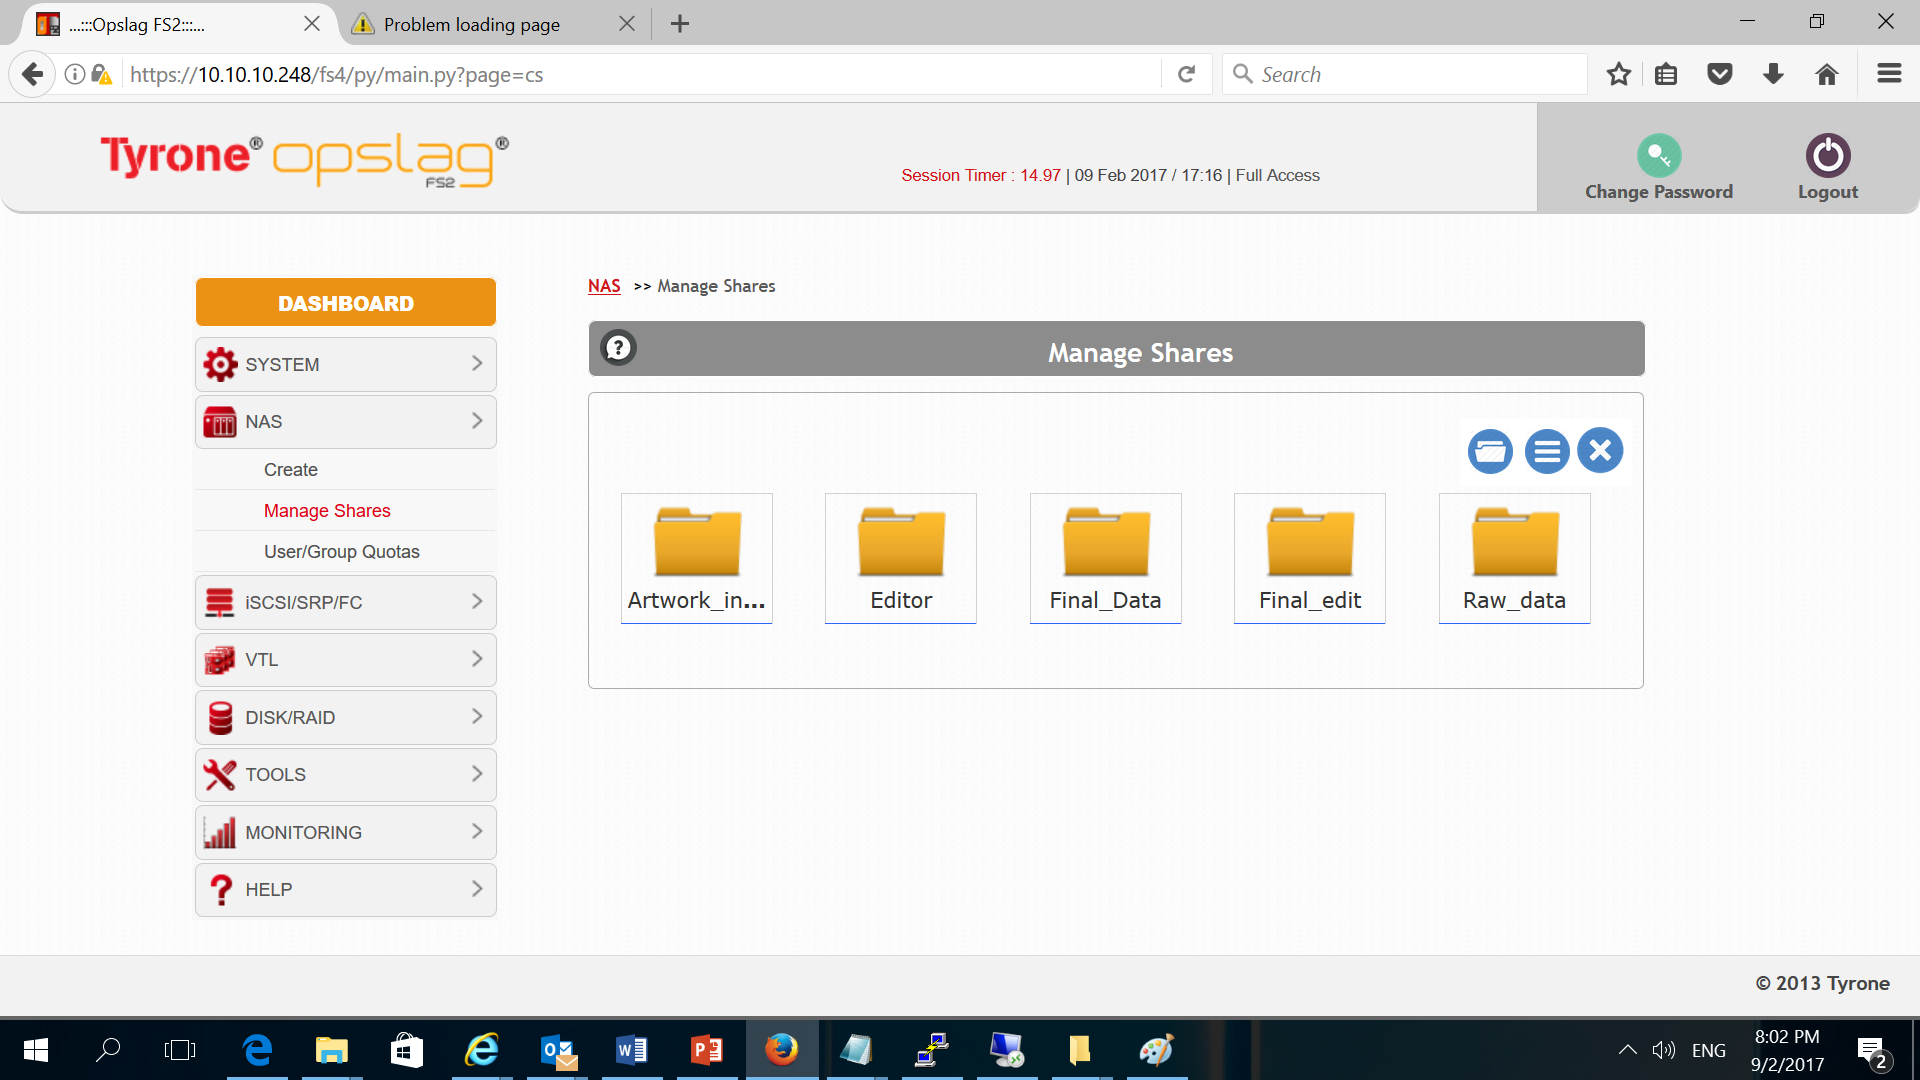 ...:::Opslag FS2:::...
Problem loading page
https://10.10.10.248/fs4/py/main.py?page=cs
Search
Tyrone® opslag®
FS2
Session Timer : 14.97 | 09 Feb 2017 / 17:16 | Full Access
Change Password
Logout
DASHBOARD
SYSTEM
NAS
Create
Manage Shares
User/Group Quotas
iSCSI/SRP/FC
VTL
DISK/RAID
TOOLS
MONITORING
HELP
NAS >> Manage Shares
Manage Shares
Artwork_in...
Editor
Final_Data
Final_edit
Raw_data
© 2013 Tyrone
ENG
8:02 PM
9/2/2017
2